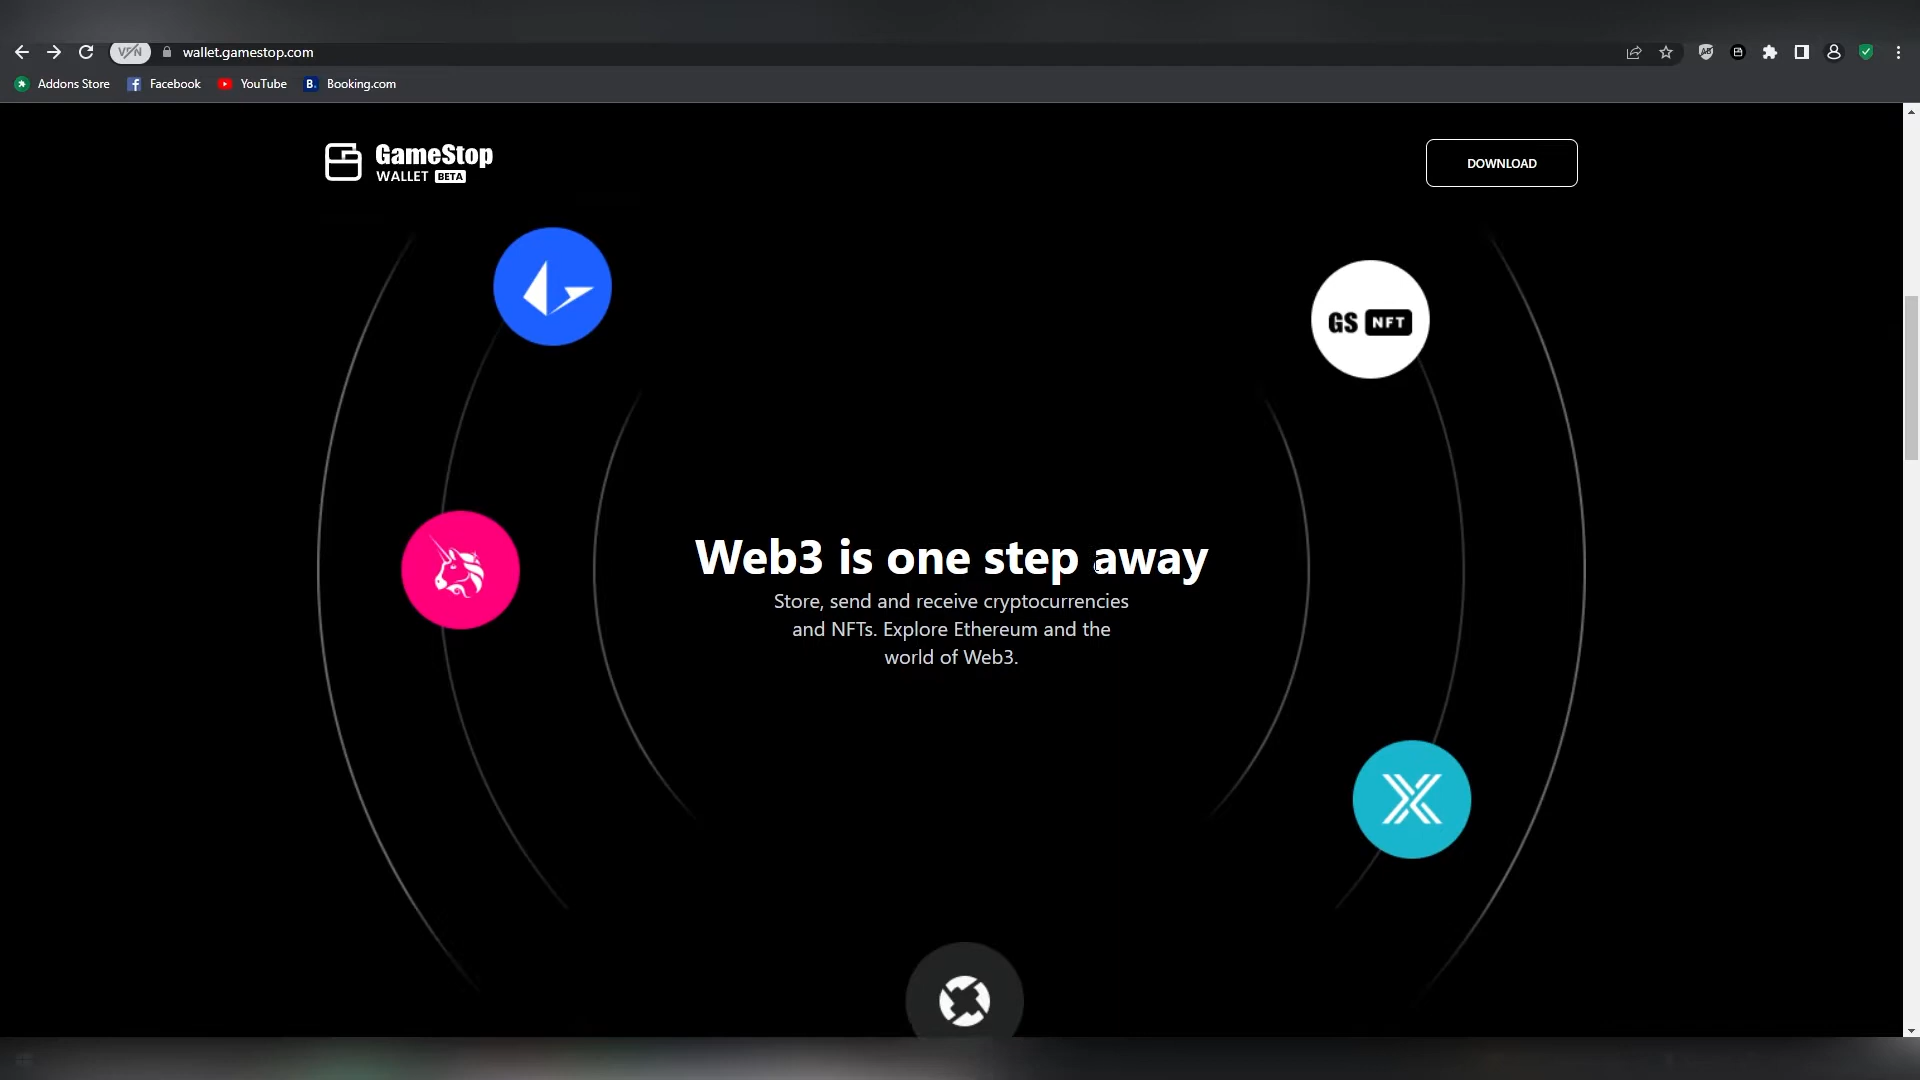 VPN
wallet.gamestop.com
Addons Store
Facebook
YouTube
B.
Booking.com
GameStop
WALLET BETA
DOWNLOAD
GS NFT
Web3 is one step away
Store, send and receive cryptocurrencies
and NFTs. Explore Ethereum and the
world of Web3.